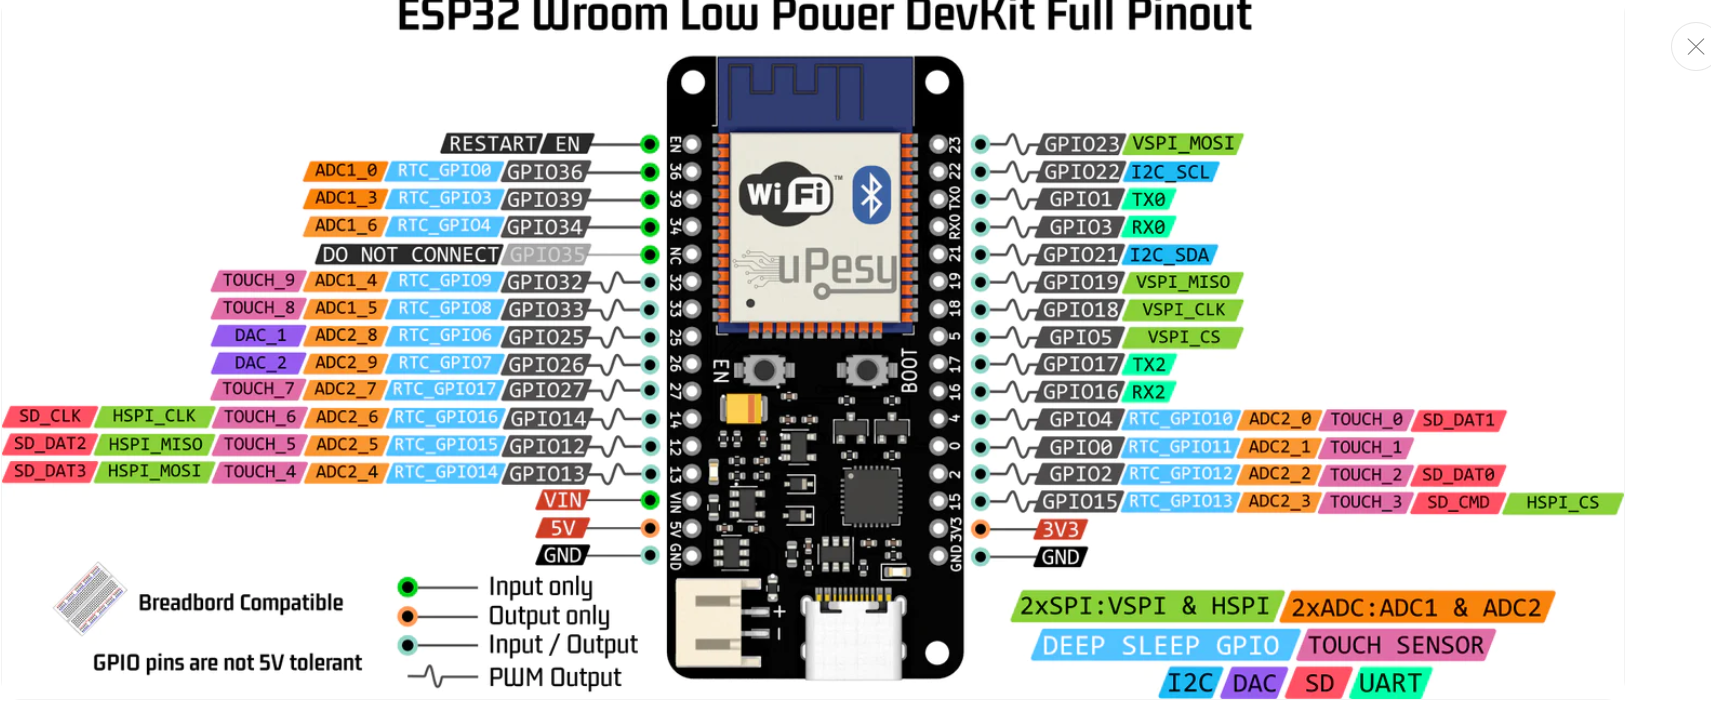 ESP32 Wroom Low Power DevKit Full Pinout
RESTART EN
ADC1_0 RTC_GPIO0 GPIO36
ADC1_3 RTC_GPIO3 GPIO39
ADC1_6 RTC_GPIO4 GPIO34
DO NOT CONNECT GPIO35
TOUCH_9 ADC1_4 RTC_GPIO9 GPIO32
TOUCH_8 ADC1_5 RTC_GPIO8 GPIO33
DAC_1 ADC2_8 RTC_GPIO6 GPIO25
DAC_2 ADC2_9 RTC_GPIO7 GPIO26
TOUCH_7 ADC2_7 RTC_GPIO17 GPIO27
SD_CLK HSPI_CLK TOUCH_6 ADC2_6 RTC_GPIO16 GPIO14
SD_DAT2 HSPI_MISO TOUCH_5 ADC2_5 RTC_GPIO15 GPIO12
SD_DAT3 HSPI_MOSI TOUCH_4 ADC2_4 RTC_GPIO14 GPIO13
VIN
5V
GND
EN
36
39
34
NC
32
33
25
26
27
14
12
13
VIN
5V
GND
WiFi™
uPesy
EN
BOOT
+
-
23
22
TX0
RX0
21
19
18
5
17
16
4
0
2
15
3V3
GND
GPIO23 VSPI_MOSI
GPIO22 I2C_SCL
GPIO1 TX0
GPIO3 RX0
GPIO21 I2C_SDA
GPIO19 VSPI_MISO
GPIO18 VSPI_CLK
GPIO5 VSPI_CS
GPIO17 TX2
GPIO16 RX2
GPIO4 RTC_GPIO10 ADC2_0 TOUCH_0 SD_DAT1
GPIO0 RTC_GPIO11 ADC2_1 TOUCH_1
GPIO2 RTC_GPIO12 ADC2_2 TOUCH_2 SD_DAT0
GPIO15 RTC_GPIO13 ADC2_3 TOUCH_3 SD_CMD HSPI_CS
3V3
GND
Breadbord Compatible
GPIO pins are not 5V tolerant
Input only
Output only
Input / Output
PWM Output
2xSPI:VSPI & HSPI 2xADC:ADC1 & ADC2
DEEP SLEEP GPIO TOUCH SENSOR
I2C DAC SD UART